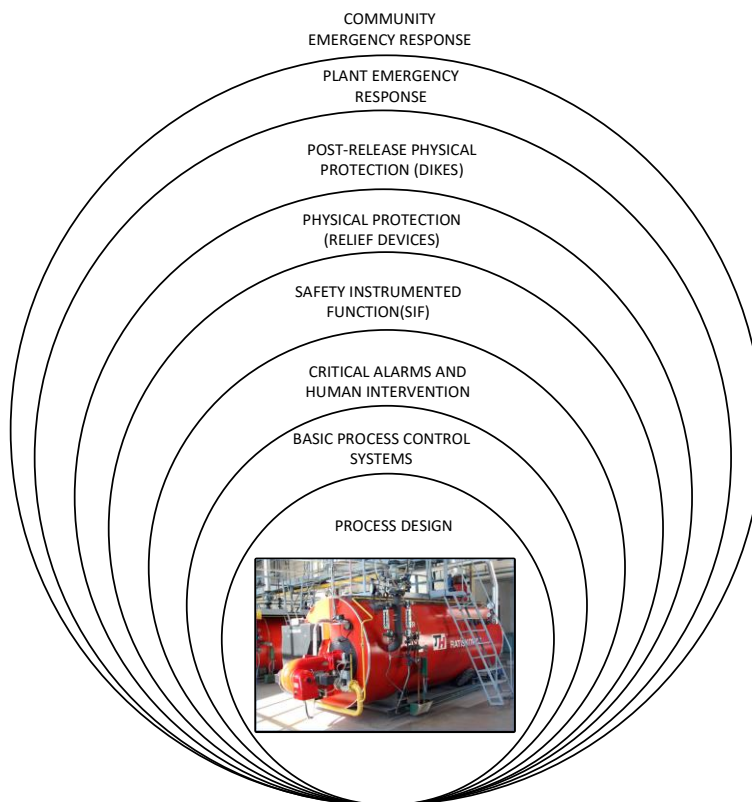 COMMUNITY
EMERGENCY RESPONSE
PLANT EMERGENCY
RESPONSE
POST-RELEASE PHYSICAL
PROTECTION (DIKES)
PHYSICAL PROTECTION
(RELIEF DEVICES)
SAFETY INSTRUMENTED
FUNCTION(SIF)
CRITICAL ALARMS AND
HUMAN INTERVENTION
BASIC PROCESS CONTROL
SYSTEMS
PROCESS DESIGN